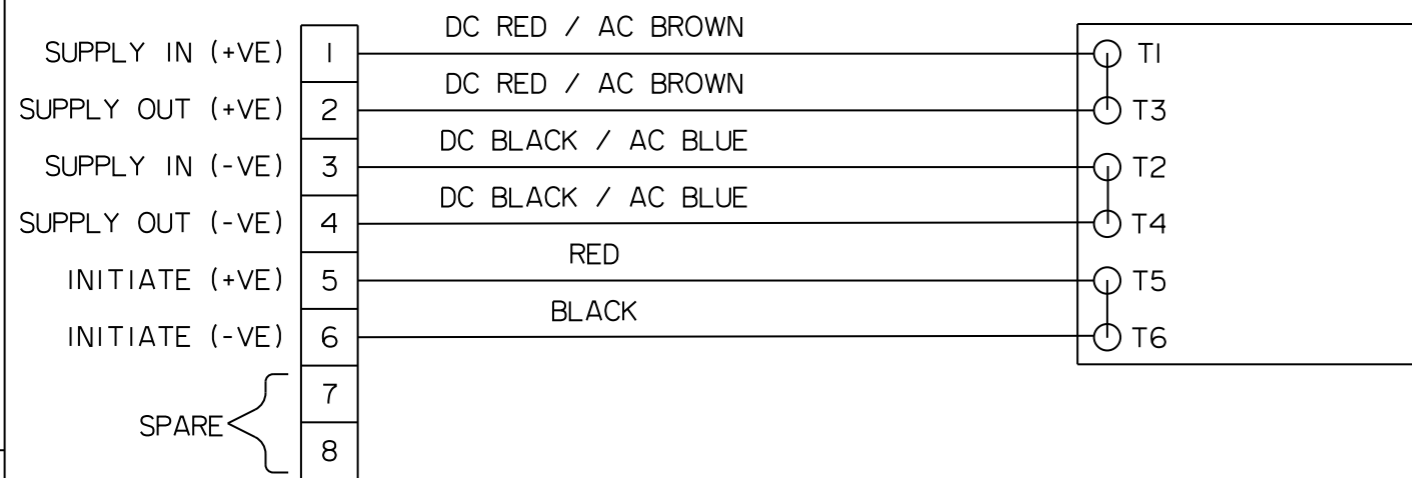 DC RED / AC BROWN
SUPPLY IN (+VE) 1 T1
DC RED / AC BROWN
SUPPLY OUT (+VE) 2 T3
DC BLACK / AC BLUE
SUPPLY IN (-VE) 3 T2
DC BLACK / AC BLUE
SUPPLY OUT (-VE) 4 T4
RED
INITIATE (+VE) 5 T5
BLACK
INITIATE (-VE) 6 T6
7
SPARE
8